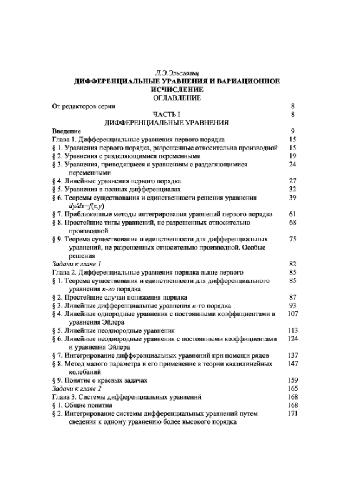 Л.Э.Эльсгольц
ДИФФЕРЕНЦИАЛЬНЫЕ УРАВНЕНИЯ И ВАРИАЦИОННОЕ
ИСЧИСЛЕНИЕ
ОГЛАВЛЕНИЕ
От редакторов серии 8
ЧАСТЬ I 8
ДИФФЕРЕНЦИАЛЬНЫЕ УРАВНЕНИЯ
Введение 9
Глава 1. Дифференциальные уравнения первого порядка 15
§ 1. Уравнения первого порядка, разрешенные относительно производной 15
§ 2. Уравнения с разделяющимися переменными 19
§ 3. Уравнения, приводящиеся к уравнениям с разделяющимися 24
переменными
§ 4. Линейные уравнения первого порядка 27
§ 5. Уравнения в полных дифференциалах 32
§ 6. Теоремы существования и единственности решения уравнения 39
dy/dx=f(x,y)
§ 7. Приближенные методы интегрирования уравнений первого порядка 61
§ 8. Простейшие типы уравнений, не разрешенных относительно 68
производной
§ 9. Теорема существования и единственности для дифференциальных 75
уравнений, не разрешенных относительно производной. Особые
решения
Задачи к главе 1 82
Глава 2. Дифференциальные уравнения порядка выше первого 85
§ 1. Теорема существования и единственности для дифференциального 85
уравнения n-го порядка
§ 2. Простейшие случаи понижения порядка 87
§ 3. Линейные дифференциальные уравнения n-го порядка 93
§ 4. Линейные однородные уравнения с постоянными коэффициентами и 107
уравнения Эйлера
§ 5. Линейные неоднородные уравнения 113
§ 6. Линейные неоднородные уравнения с постоянными коэффициентами 124
и уравнения Эйлера
§ 7. Интегрирование дифференциальных уравнений при помощи рядов 137
§ 8. Метод малого параметра и его применение в теории квазилинейных 147
колебаний
§ 9. Понятие о краевых задачах 159
Задачи к главе 2 165
Глава 3. Системы дифференциальных уравнений 168
§ 1. Общие понятия 168
§ 2. Интегрирование системы дифференциальных уравнений путем 171
сведения к одному уравнению более высокого порядка